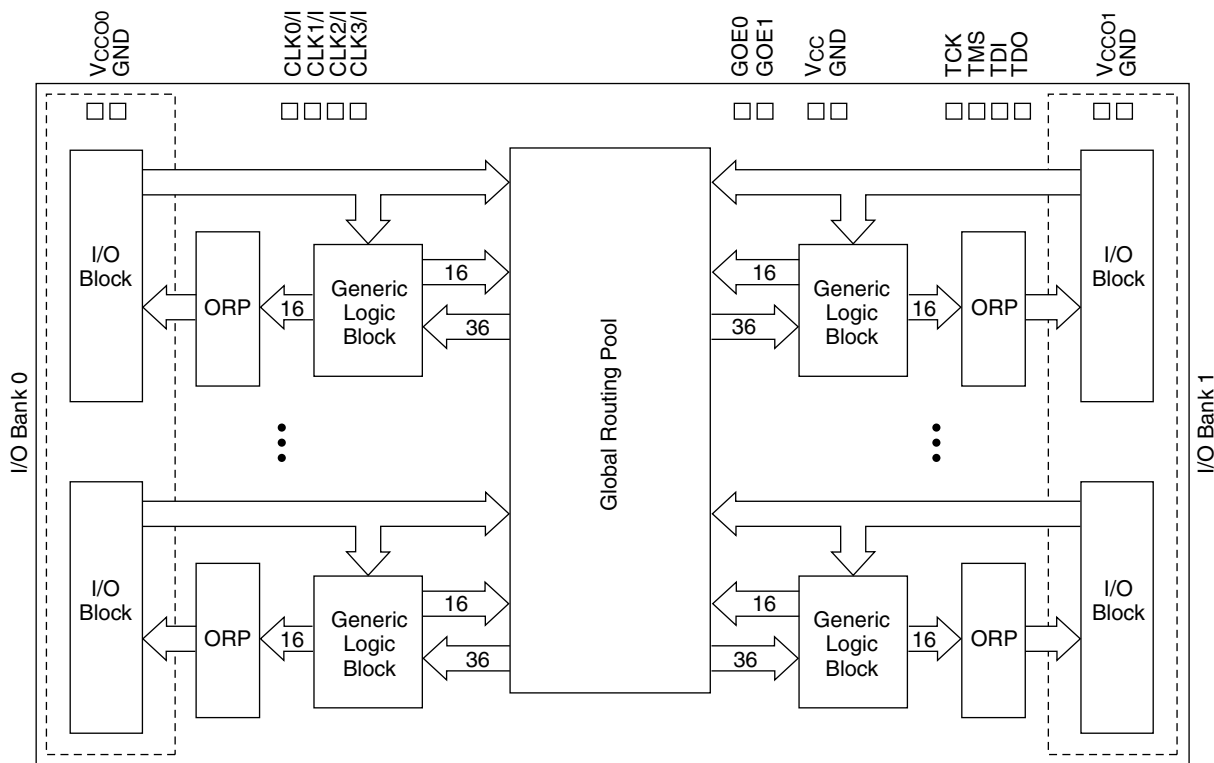 VCCO0
GND
CLK0/I
CLK1/I
CLK2/I
CLK3/I
GOE0
GOE1
VCC
GND
TCK
TMS
TDI
TDO
VCCO1
GND
I/O Bank 0
I/O
Block
ORP
16
Generic
Logic
Block
16
36
Global Routing Pool
16
36
Generic
Logic
Block
16
ORP
I/O
Block
I/O Bank 1
I/O
Block
ORP
16
Generic
Logic
Block
16
36
16
36
Generic
Logic
Block
16
ORP
I/O
Block